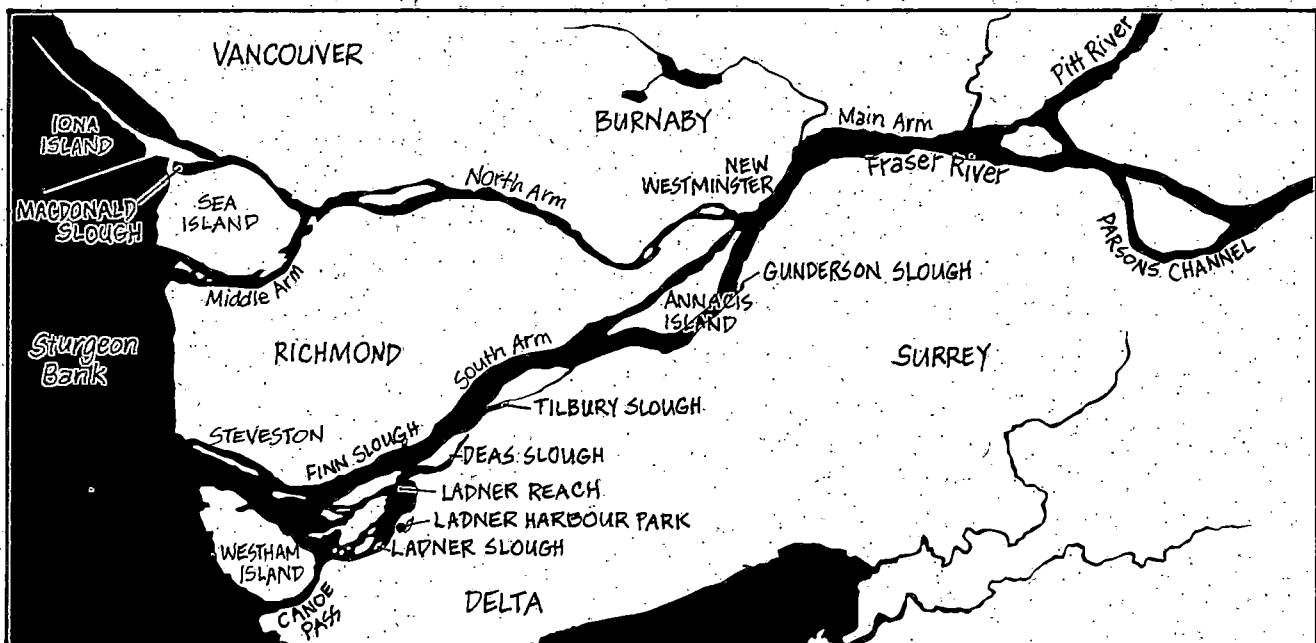 VANCOUVER
Pitt River
IONA
ISLAND
BURNABY
Main Arm
Fraser River
NEW
WESTMINSTER
North Arm
SEA
ISLAND
MACDONALD
SLOUGH
PARSONS CHANNEL
GUNDERSON SLOUGH
Middle Arm
ANNACIS
ISLAND
Sturgeon
Bank
RICHMOND
South Arm
SURREY
TILBURY SLOUGH
STEVESTON
FINN SLOUGH
DEAS SLOUGH
LADNER REACH
LADNER HARBOUR PARK
LADNER SLOUGH
WESTHAM
ISLAND
CANOE
PASS
DELTA